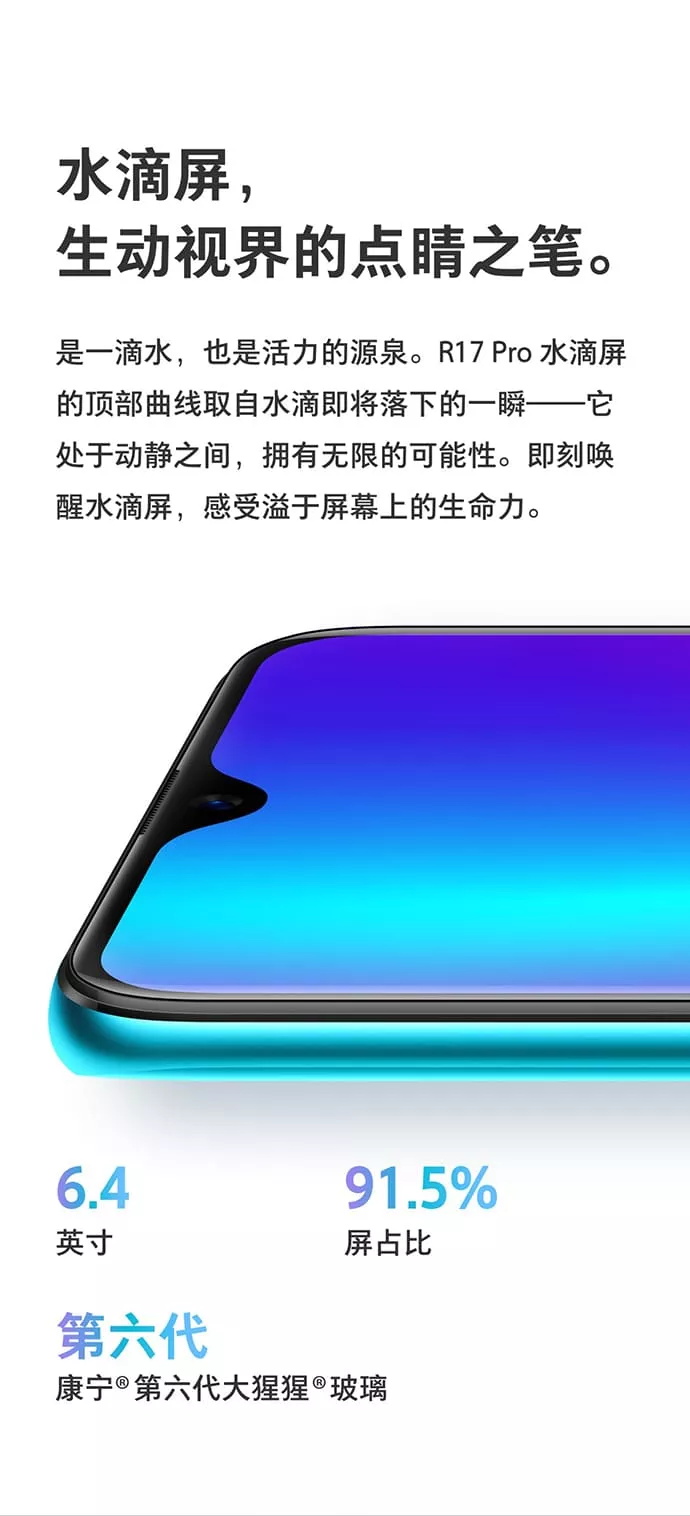 水滴屏，
生动视界的点睛之笔。
是一滴水，也是活力的源泉。R17 Pro 水滴屏
的顶部曲线取自水滴即将落下的一瞬——它
处于动静之间，拥有无限的可能性。即刻唤
醒水滴屏，感受溢于屏幕上的生命力。
6.4
91.5%
英寸
屏占比
第六代
康宁®第六代大猩猩®玻璃